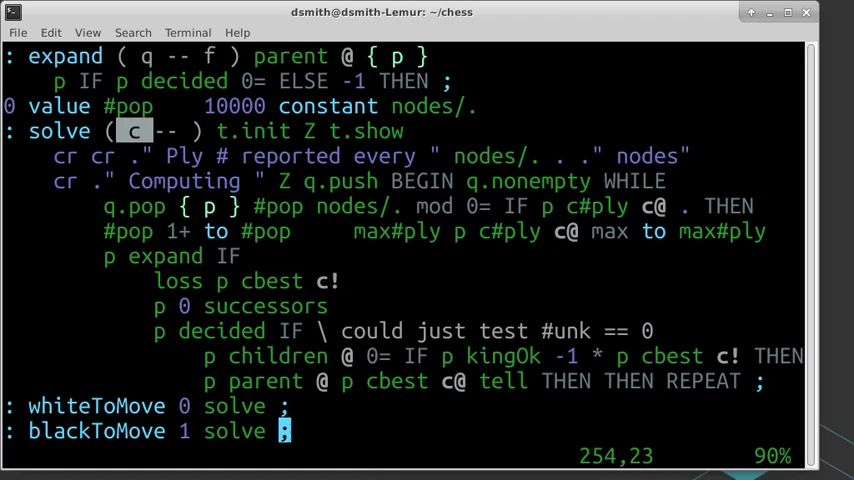 dsmith@dsmith-Lemur: ~/chess
File Edit View Search Terminal Help
: expand ( q -- f ) parent @ { p }
p IF p decided 0= ELSE -1 THEN ;
0 value #pop 10000 constant nodes/.
: solve ( c -- ) t.init Z t.show
cr cr ." Ply # reported every " nodes/. . ." nodes"
cr ." Computing " Z q.push BEGIN q.nonempty WHILE
q.pop { p } #pop nodes/. mod 0= IF p c#ply c@ . THEN
#pop 1+ to #pop max#ply p c#ply c@ max to max#ply
p expand IF
loss p cbest c!
p 0 successors
p decided IF \ could just test #unk == 0
p children @ 0= IF p kingOk -1 * p cbest c! THEN
p parent @ p cbest c@ tell THEN THEN REPEAT ;
: whiteToMove 0 solve ;
: blackToMove 1 solve ;
254,23 90%